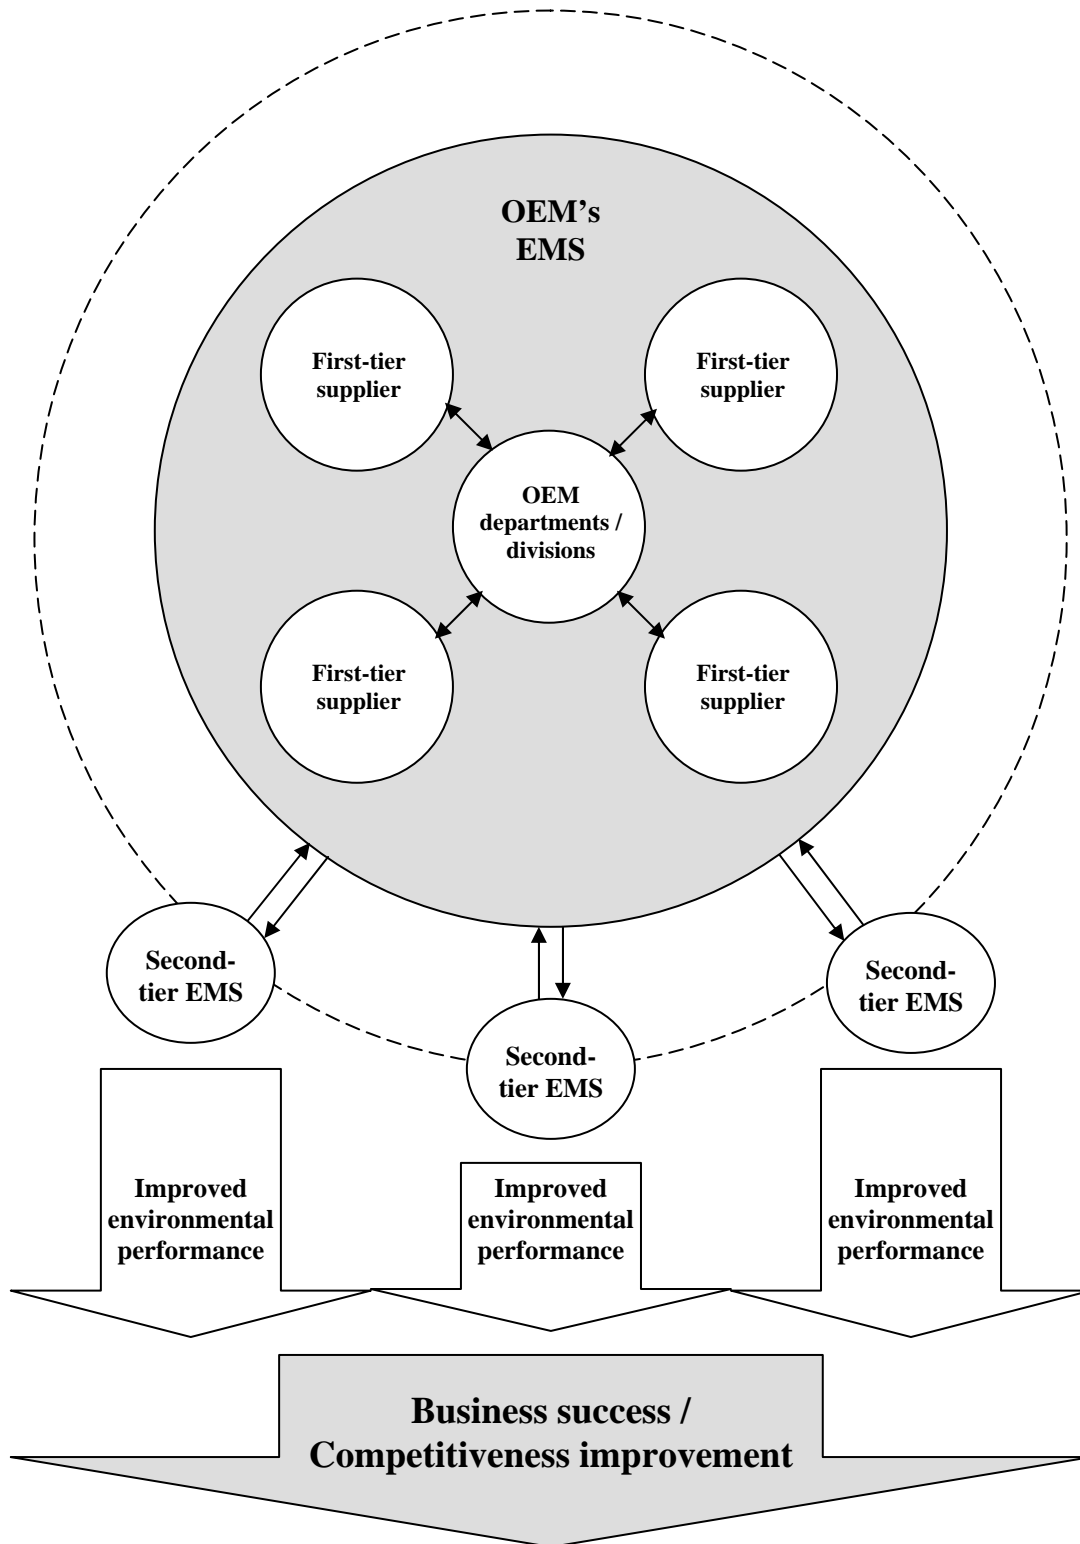 OEM’s
EMS
First-tier
supplier
First-tier
supplier
OEM
departments /
divisions
First-tier
supplier
First-tier
supplier
Second-
tier EMS
Second-
tier EMS
Second-
tier EMS
Improved
environmental
performance
Improved
environmental
performance
Improved
environmental
performance
Business success /
Competitiveness improvement